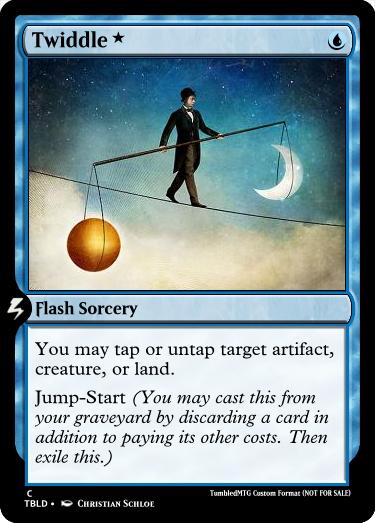 Twiddle ★
Flash Sorcery
You may tap or untap target artifact,
creature, or land.
Jump-Start (You may cast this from
your graveyard by discarding a card in
addition to paying its other costs. Then
exile this.)
C
TBLD • Christian Schloe
TumbledMTG Custom Format (NOT FOR SALE)